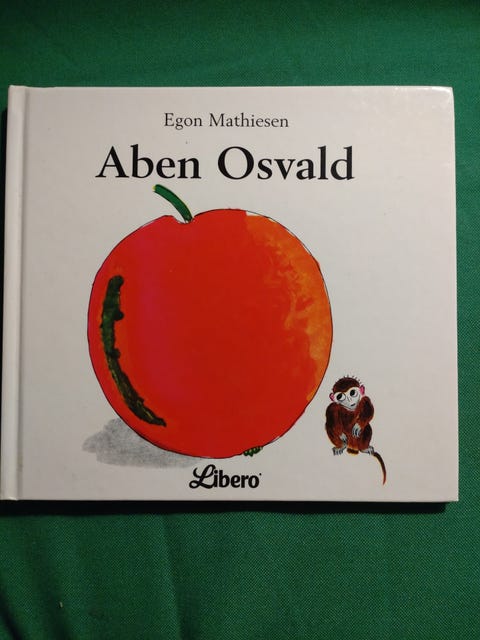 Egon Mathiesen
Aben Osvald
Libero